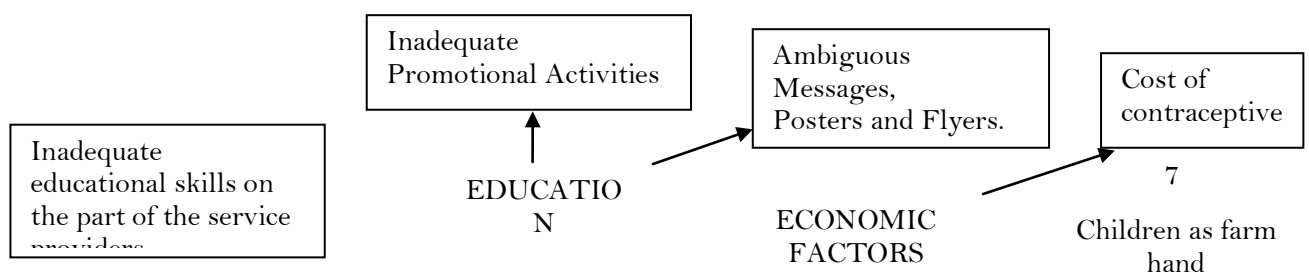 Inadequate
Promotional Activities
Ambiguous
Messages,
Posters and Flyers.
Cost of
contraceptive
Inadequate
educational skills on
the part of the service
providers
EDUCATIO
N
ECONOMIC
FACTORS
7
Children as farm
hand